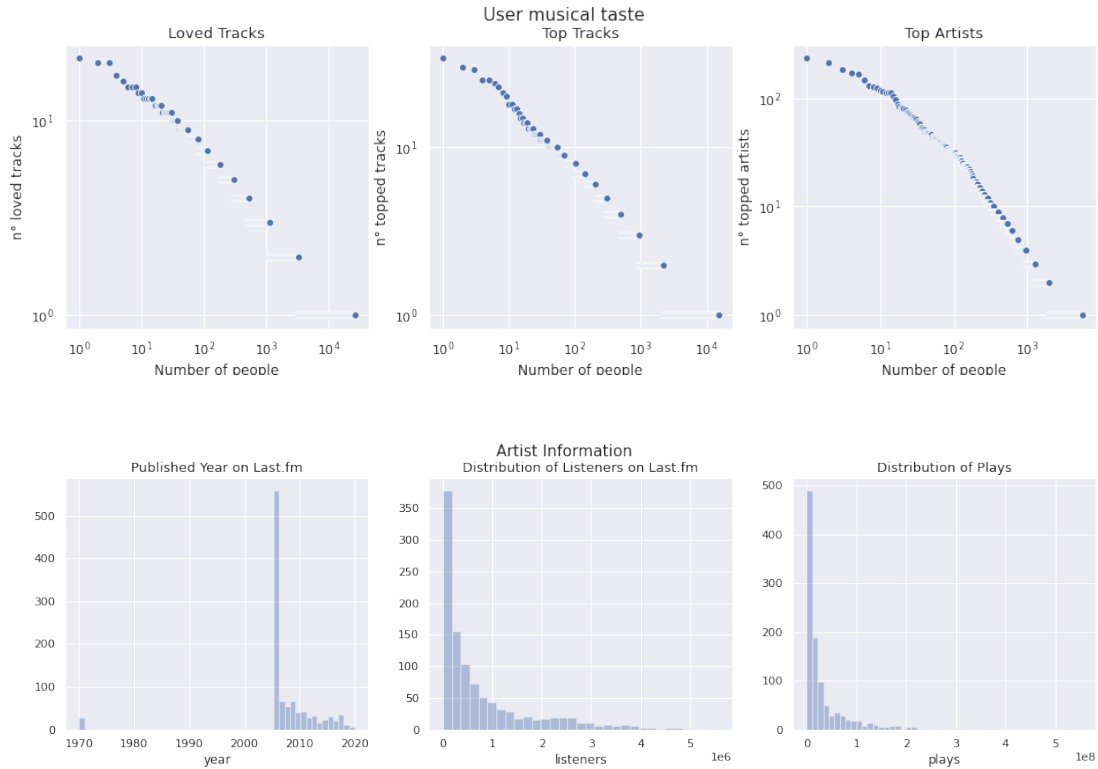 User musical taste
Loved Tracks
Top Tracks
Top Artists
n° loved tracks
10¹
10⁰
10⁰ 10¹ 10² 10³ 10⁴
Number of people
n° topped tracks
10¹
10⁰
10⁰ 10¹ 10² 10³ 10⁴
Number of people
n° topped artists
10²
10¹
10⁰
10⁰ 10¹ 10² 10³
Number of people
Artist Information
Published Year on Last.fm
Distribution of Listeners on Last.fm
Distribution of Plays
500
400
300
200
100
0
1970 1980 1990 2000 2010 2020
year
350
300
250
200
150
100
50
0
0 1 2 3 4 5
1e6
listeners
500
400
300
200
100
0
0 1 2 3 4 5
1e8
plays